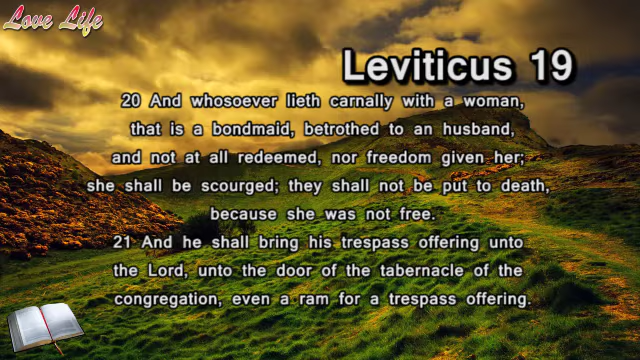 Love Life
Leviticus 19
20 And whosoever lieth carnally with a woman,
that is a bondmaid, betrothed to an husband,
and not at all redeemed, nor freedom given her;
she shall be scourged; they shall not be put to death,
because she was not free.
21 And he shall bring his trespass offering unto
the Lord, unto the door of the tabernacle of the
congregation, even a ram for a trespass offering.